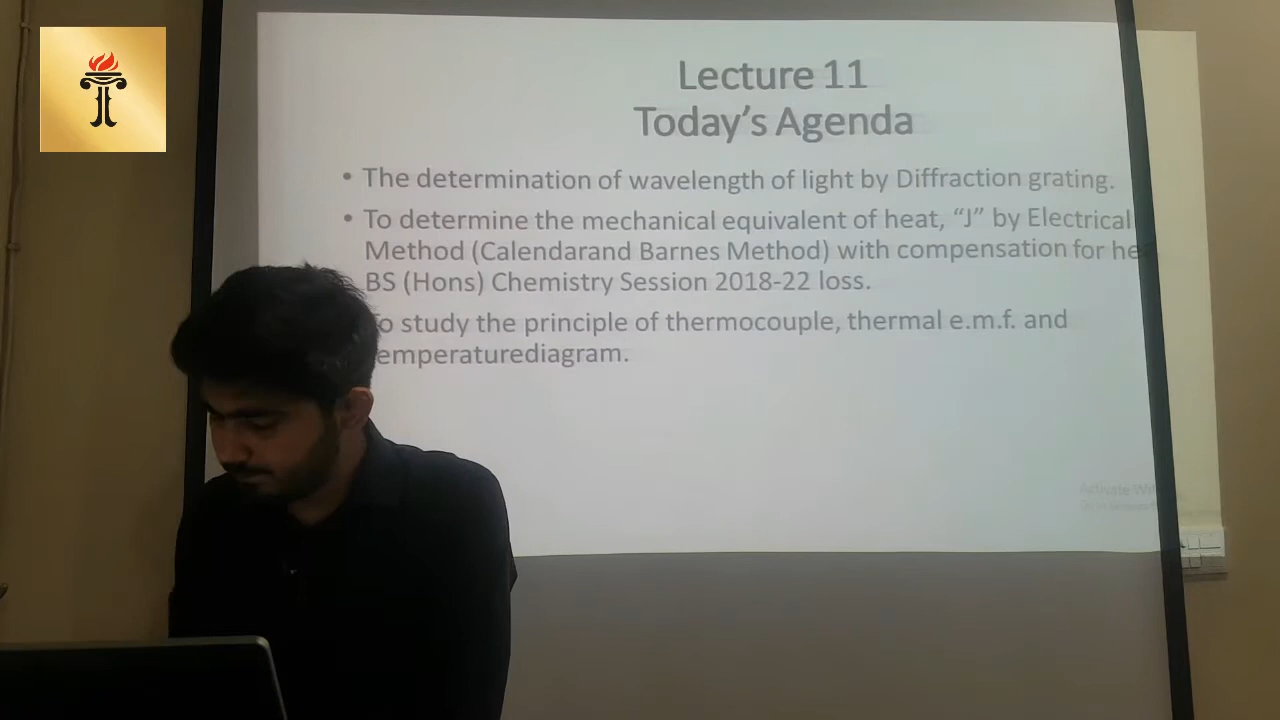 Lecture 11
Today's Agenda
• The determination of wavelength of light by Diffraction grating.
• To determine the mechanical equivalent of heat, “J” by Electrical
Method (Calendarand Barnes Method) with compensation for he
BS (Hons) Chemistry Session 2018-22 loss.
o study the principle of thermocouple, thermal e.m.f. and
emperaturediagram.
Activate Wi